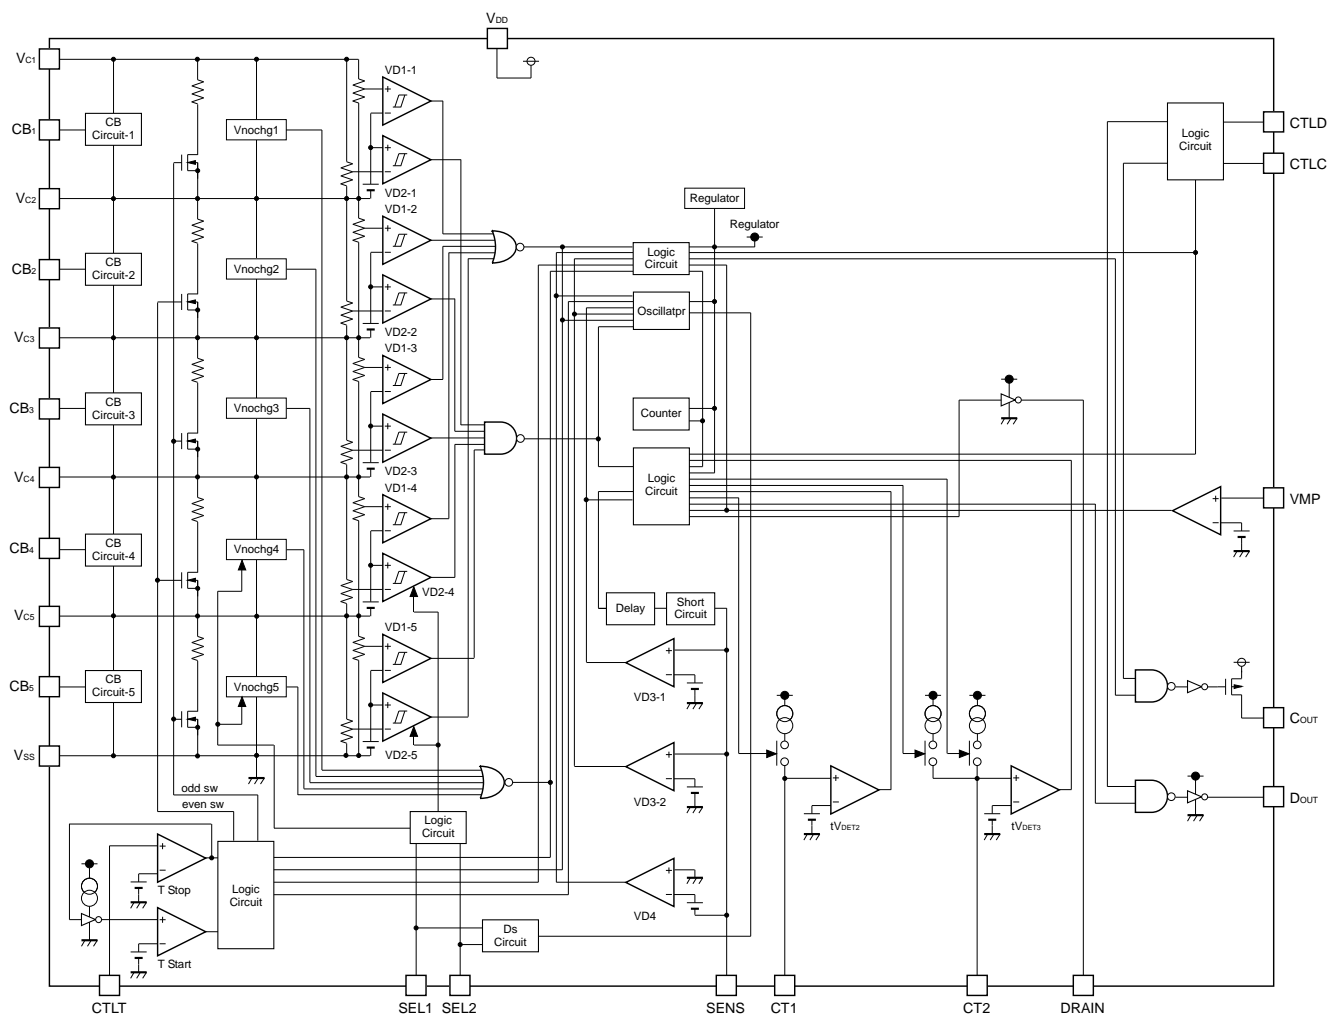 VDD
VC1
VD1-1
CB1
CB
Circuit-1
Vnochg1
Logic
Circuit
CTLD
CTLC
VC2
VD2-1
VD1-2
Regulator
Regulator
CB2
CB
Circuit-2
Vnochg2
Logic
Circuit
Oscillatpr
VC3
VD2-2
VD1-3
CB3
CB
Circuit-3
Vnochg3
Counter
VC4
VD2-3
VD1-4
Logic
Circuit
VMP
CB4
CB
Circuit-4
Vnochg4
VD2-4
Delay
Short
Circuit
VC5
VD1-5
CB5
CB
Circuit-5
Vnochg5
VD3-1
COUT
VSS
VD2-5
odd sw
even sw
VD3-2
DOUT
Logic
Circuit
tVDET2
tVDET3
T Stop
Logic
Circuit
VD4
Ds
Circuit
T Start
CTLT
SEL1
SEL2
SENS
CT1
CT2
DRAIN